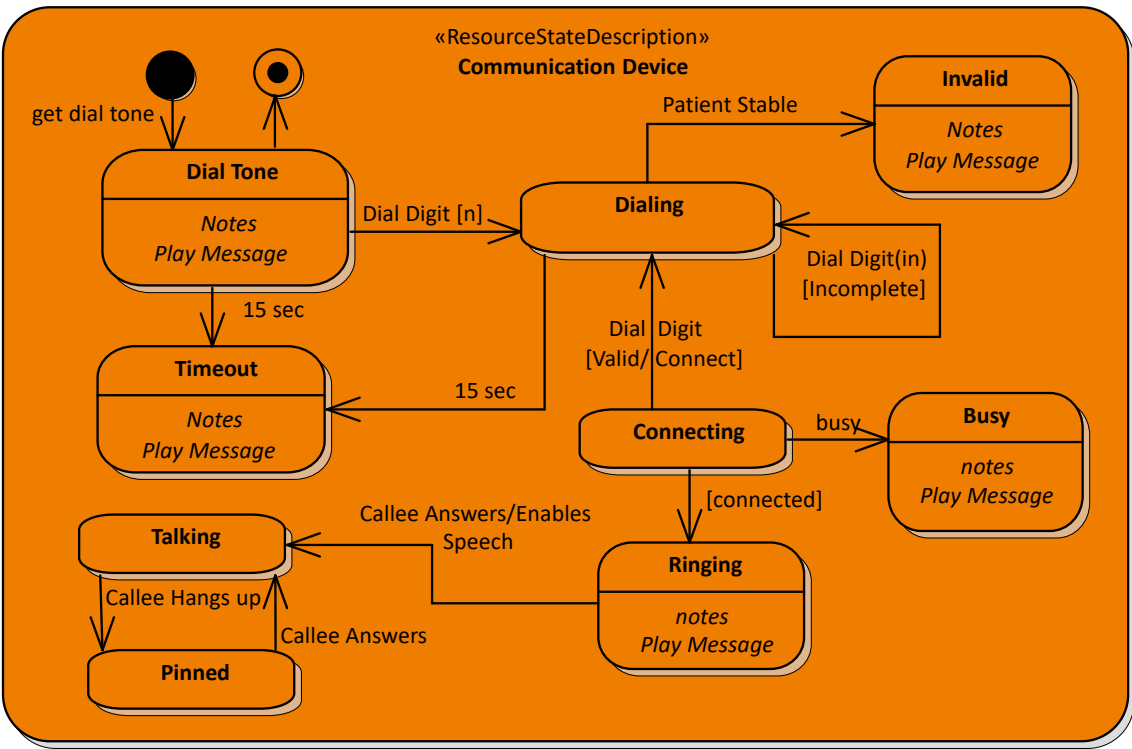 «ResourceStateDescription»
Communication Device
get dial tone
Dial Tone
Notes
Play Message
Dial Digit [n]
15 sec
Timeout
Notes
Play Message
15 sec
Dialing
Patient Stable
Invalid
Notes
Play Message
Dial Digit(in)
[Incomplete]
Dial Digit
[Valid/ Connect]
Connecting
busy
Busy
notes
Play Message
[connected]
Ringing
notes
Play Message
Callee Answers/Enables
Speech
Talking
Callee Hangs up
Callee Answers
Pinned